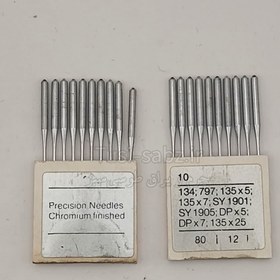 Precision Needles
Chromium finished
10
134; 797; 135 x 5;
135 x 7; SY 1901;
SY 1905; DP x 5;
DP x 7; 135 x 25
80 | 12 |